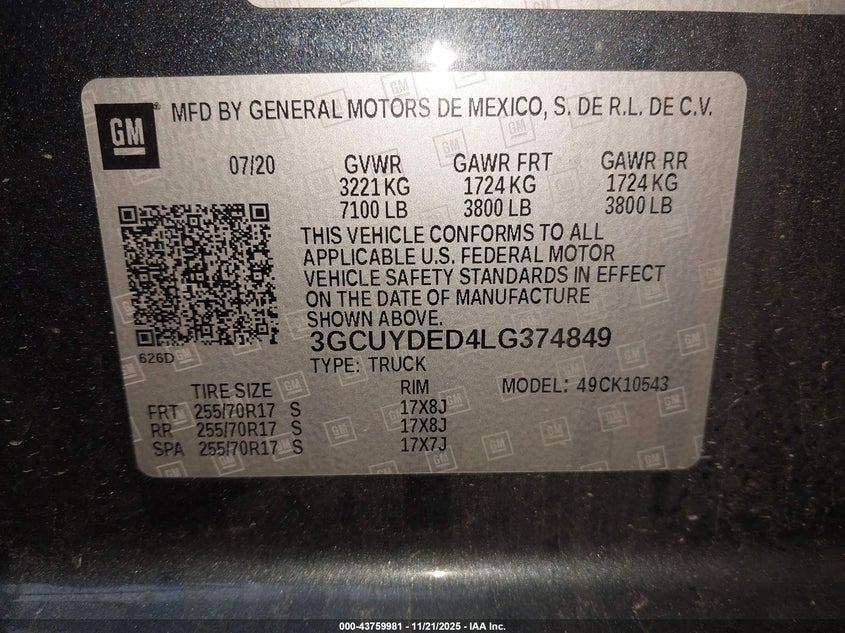 GM
MFD BY GENERAL MOTORS DE MEXICO, S. DE R.L. DE C.V.
07/20 GVWR GAWR FRT GAWR RR
3221 KG 1724 KG 1724 KG
7100 LB 3800 LB 3800 LB
THIS VEHICLE CONFORMS TO ALL
APPLICABLE U.S. FEDERAL MOTOR
VEHICLE SAFETY STANDARDS IN EFFECT
ON THE DATE OF MANUFACTURE
SHOWN ABOVE.
626D
3GCUYDED4LG374849
TYPE: TRUCK
TIRE SIZE RIM MODEL: 49CK10543
FRT 255/70R17 S 17X8J
RR 255/70R17 S 17X8J
SPA 255/70R17 S 17X7J
000-43759981 - 11/21/2025 - IAA Inc.